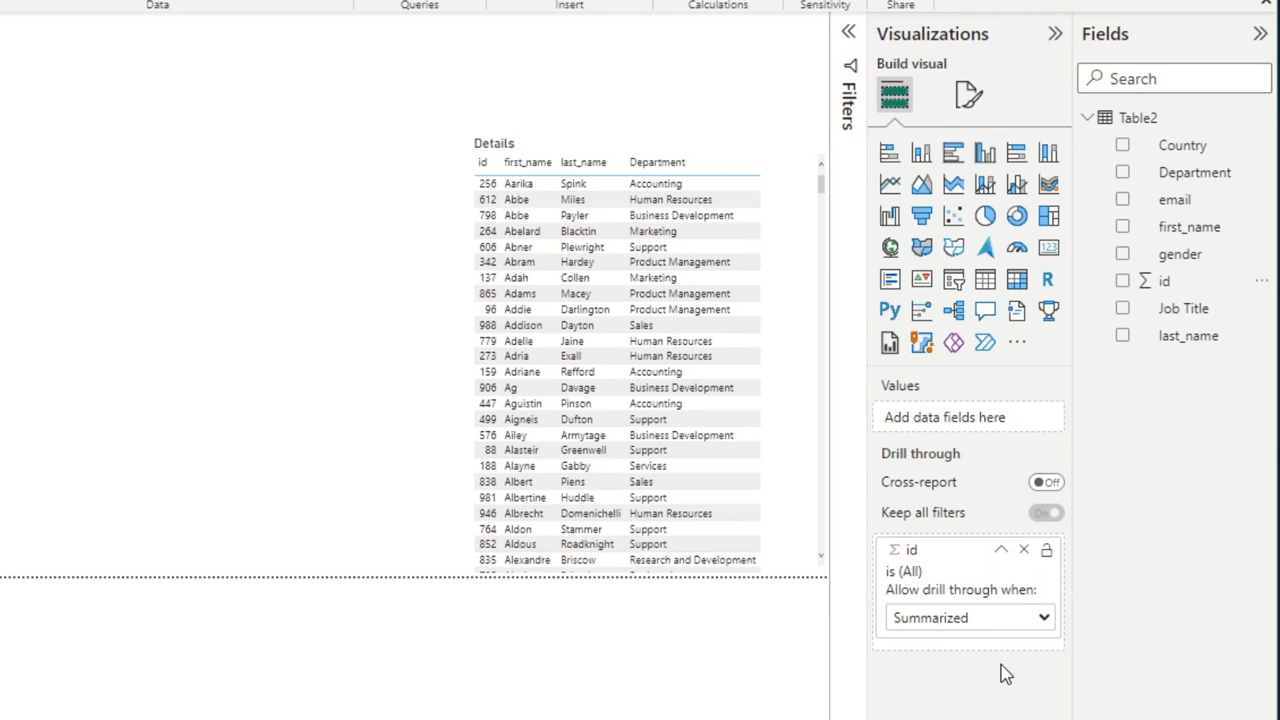 Data
Queries
Insert
Calculations
Sensitivity
Share
Details
id first_name last_name Department
256 Aarika Spink Accounting
612 Abbe Miles Human Resources
798 Abbe Payler Business Development
264 Abelard Blacktin Marketing
606 Abner Plewright Support
342 Abram Hardey Product Management
137 Adah Collen Marketing
865 Adams Macey Product Management
96 Addie Darlington Product Management
988 Addison Dayton Sales
779 Adelle Jaine Human Resources
273 Adria Exall Human Resources
159 Adriane Refford Accounting
906 Ag Davage Business Development
447 Aguistin Pinson Accounting
499 Aigneis Dufton Support
576 Ailey Armytage Business Development
88 Alasteir Greenwell Support
188 Alayne Gabby Services
838 Albert Piens Sales
981 Albertine Huddle Support
946 Albrecht Domenichelli Human Resources
764 Aldon Stammer Support
852 Aldous Roadknight Support
835 Alexandre Briscow Research and Development
Filters
Visualizations
Build visual
123
R
Py
Values
Add data fields here
Drill through
Cross-report
Off
Keep all filters
On
id
is (All)
Allow drill through when:
Summarized
Fields
Search
Table2
Country
Department
email
first_name
gender
∑ id
Job Title
last_name